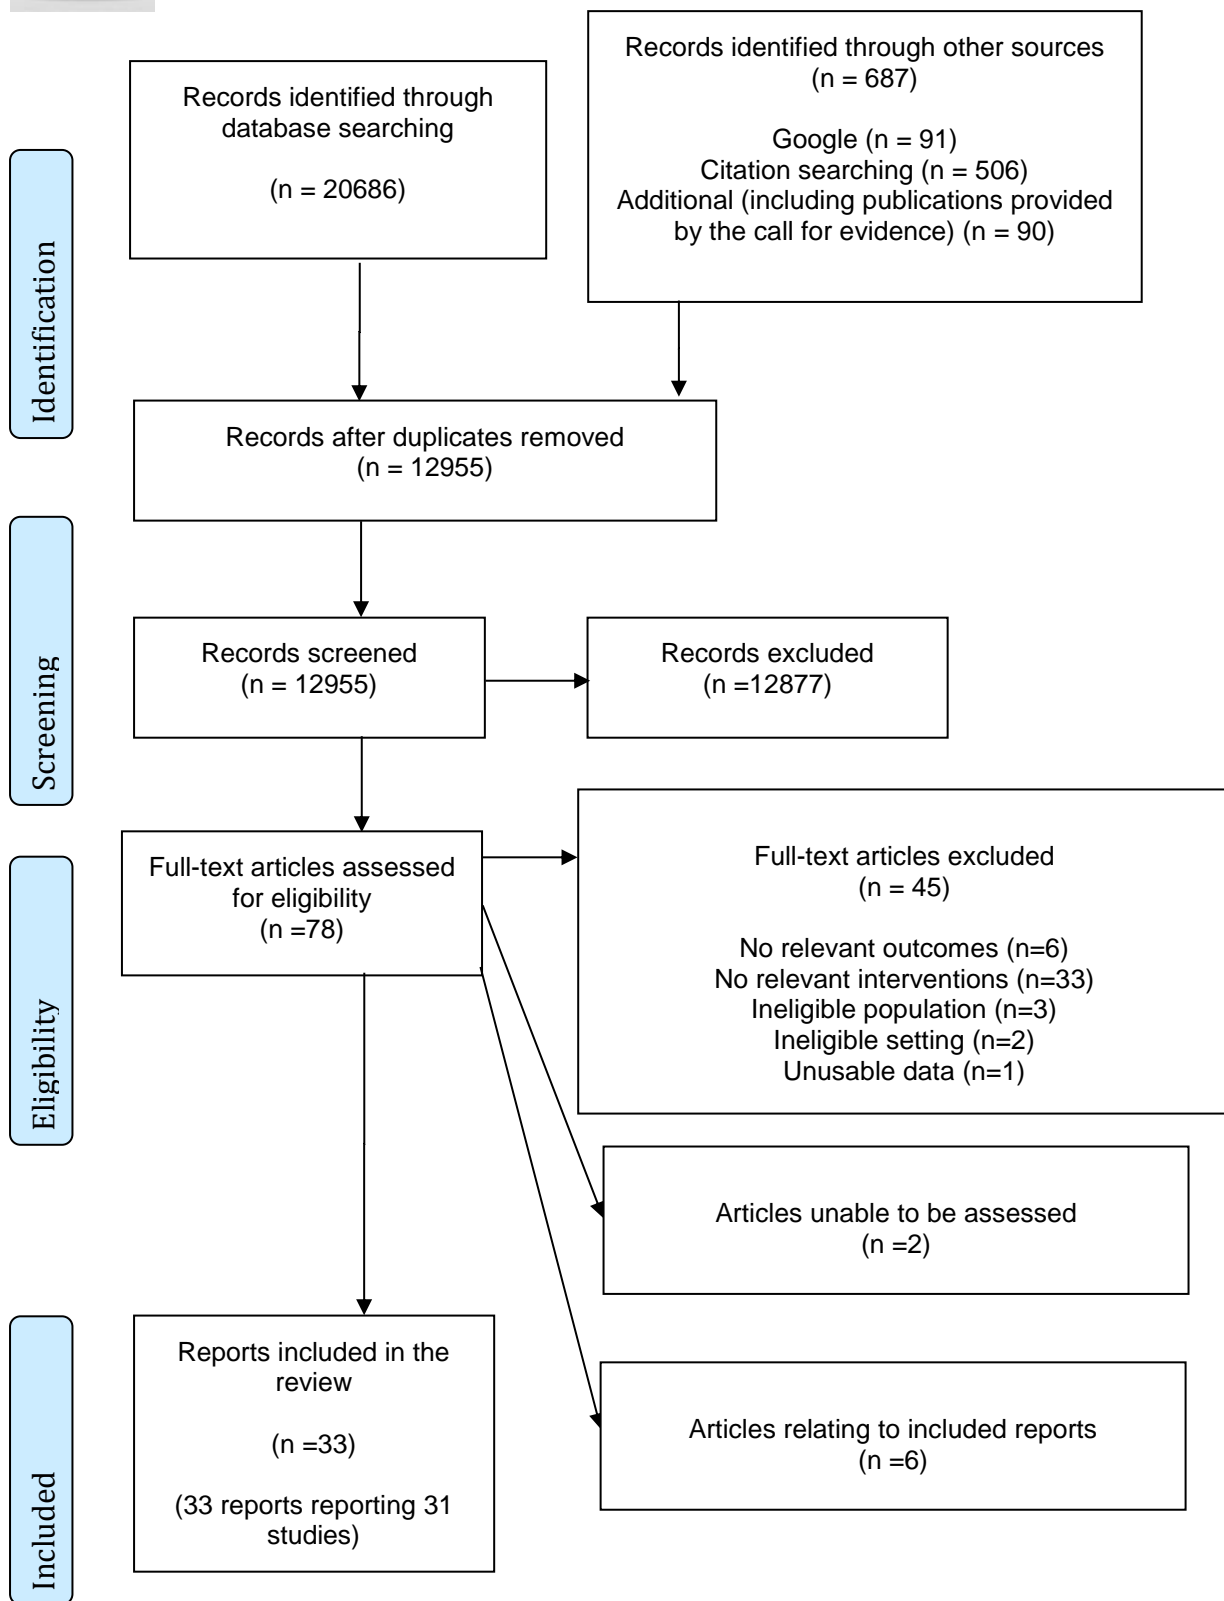 Records identified through
database searching
(n = 20686)
Records identified through other sources
(n = 687)
Google (n = 91)
Citation searching (n = 506)
Additional (including publications provided
by the call for evidence) (n = 90)
Identification
Records after duplicates removed
(n = 12955)
Screening
Records screened
(n = 12955)
Records excluded
(n =12877)
Eligibility
Full-text articles assessed
for eligibility
(n =78)
Full-text articles excluded
(n = 45)
No relevant outcomes (n=6)
No relevant interventions (n=33)
Ineligible population (n=3)
Ineligible setting (n=2)
Unusable data (n=1)
Articles unable to be assessed
(n =2)
Included
Reports included in the
review
(n =33)
(33 reports reporting 31
studies)
Articles relating to included reports
(n =6)